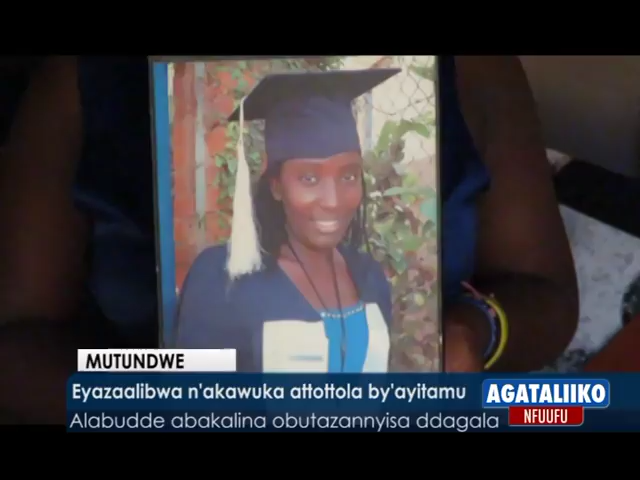 MUTUNDWE
Eyazaalibwa n'akawuka attottola by'ayitamu
Alabudde abakalina obutazannyisa ddagala
AGATALIIKO
NFUUFU